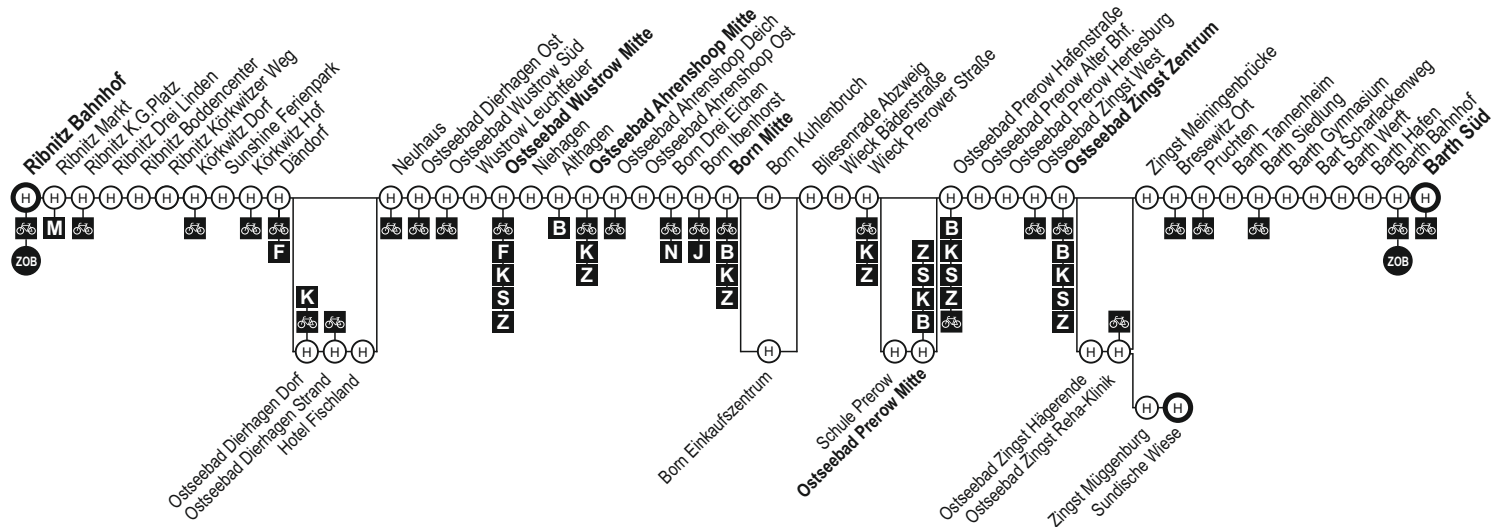 Ribnitz Bahnhof
Ribnitz Markt
Ribnitz K.G.Platz
Ribnitz Drei Linden
Ribnitz Boddencenter
Ribnitz Körkwitzer Weg
Körkwitz Dorf
Sunshine Ferienpark
Körkwitz Hof
Dändorf
Neuhaus
Ostseebad Dierhagen Ost
Ostseebad Wustrow Süd
Wustrow Leuchtfeuer
Ostseebad Wustrow Mitte
Niehagen
Althagen
Ostseebad Ahrenshoop Mitte
Ostseebad Ahrenshoop Deich
Ostseebad Ahrenshoop Ost
Born Drei Eichen
Born Ibenhorst
Born Mitte
Born Kuhlenbruch
Bliesenrade Abzweig
Wieck Bäderstraße
Wieck Prerower Straße
Ostseebad Prerow Hafenstraße
Ostseebad Prerow Alter Bhf.
Ostseebad Prerow Hertesburg
Ostseebad Zingst West
Ostseebad Zingst Zentrum
Zingst Meiningenbrücke
Bresewitz Ort
Pruchten
Barth Tannenheim
Barth Siedlung
Barth Gymnasium
Bart Scharlackenweg
Barth Werft
Barth Hafen
Barth Bahnhof
Barth Süd
H H H H H H H H H H H H H H H H H H H H H H H H H H H H H H H H H H H H H H H H H H H
M
F
B
N
J
ZOB
F
K
S
Z
K
Z
B
K
Z
K
Z
Z
S
K
B
B
K
S
Z
B
K
S
Z
ZOB
K
H H H
H
H H
H H
H H
Ostseebad Dierhagen Dorf
Ostseebad Dierhagen Strand
Hotel Fischland
Born Einkaufszentrum
Schule Prerow
Ostseebad Prerow Mitte
Ostseebad Zingst Hägerende
Ostseebad Zingst Reha-Klinik
Zingst Müggenburg
Sundische Wiese